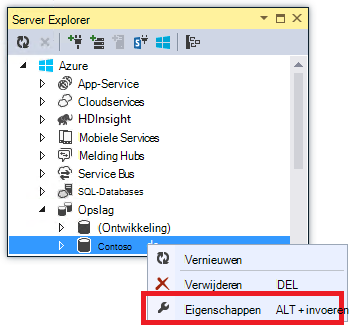 Server Explorer
Azure
App-Service
Cloudservices
HDInsight
Mobiele Services
Melding Hubs
Service Bus
SQL-Databases
Opslag
(Ontwikkeling)
Contoso
Vernieuwen
Verwijderen DEL
Eigenschappen ALT + invoeren